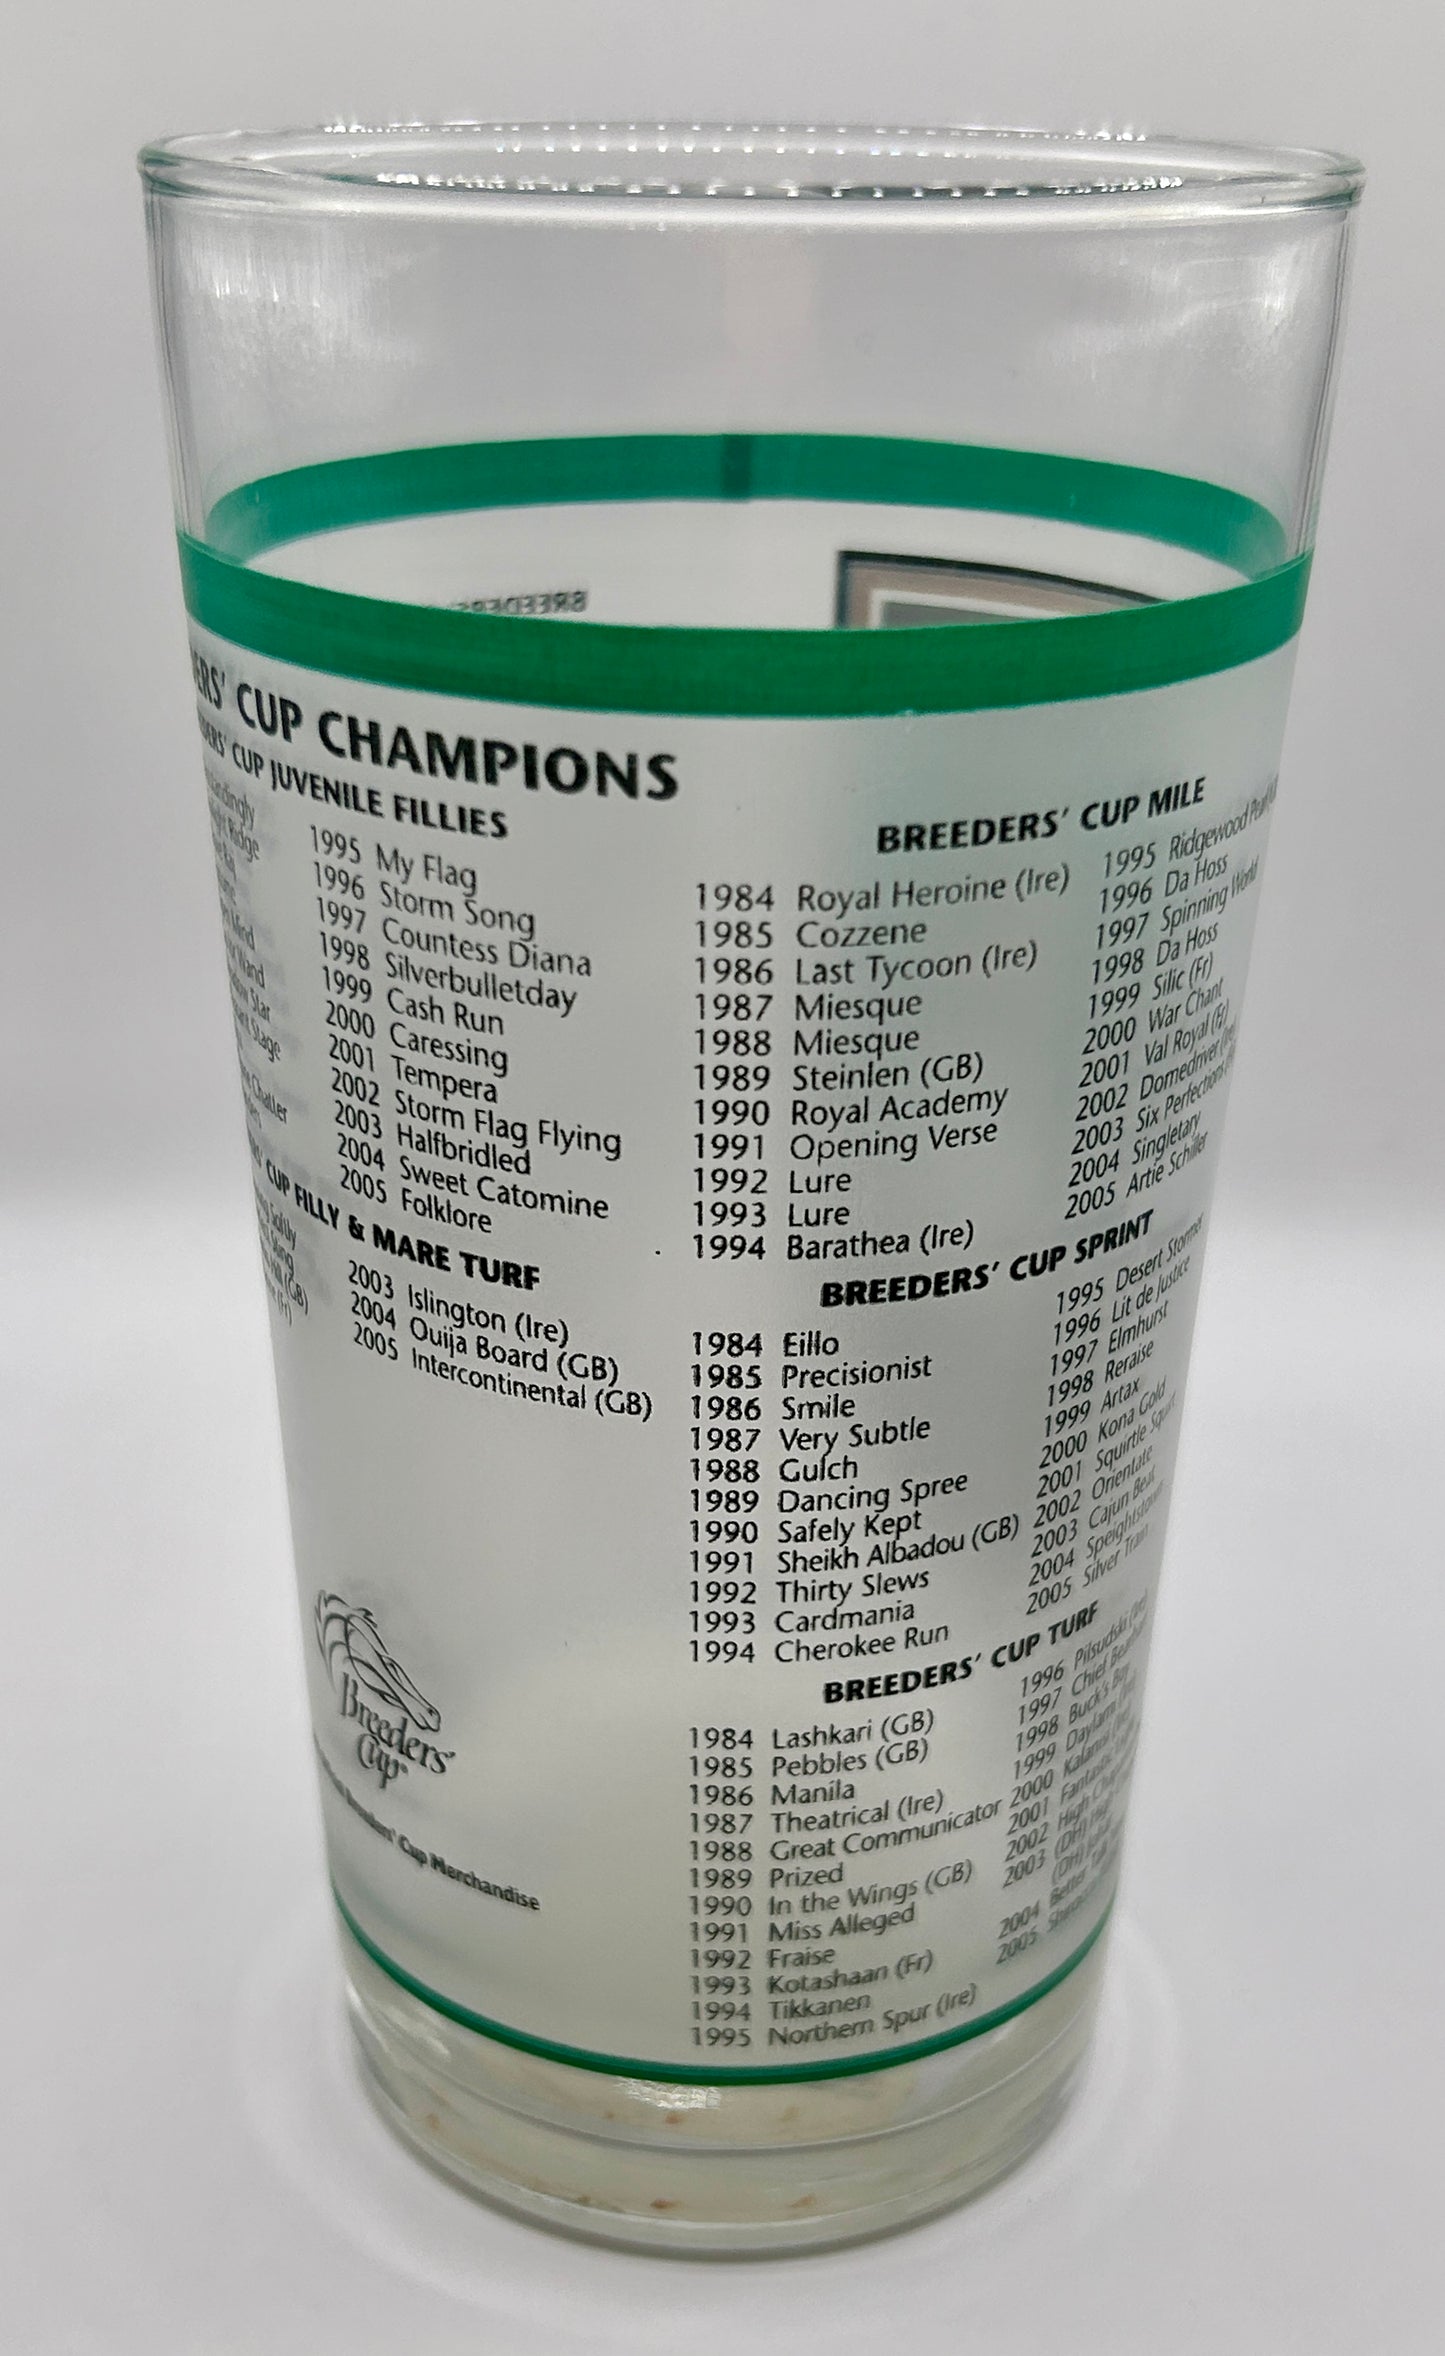 CUP CHAMPIONS
CUP JUVENILE FILLIES
1995 My Flag
1996 Storm Song
1997 Countess Diana
1998 Silverbulletday
1999 Cash Run
2000 Caressing
2001 Tempera
2002 Storm Flag Flying
2003 Halfbridled
2004 Sweet Catomine
2005 Folklore
Ridge
Star
Stage
Chatter
CUP FILLY & MARE TURF
2003 Islington (Ire)
2004 Ouija Board (GB)
2005 Intercontinental (GB)
(GB)
(Fr)
Breeders'
Cup
Breeders' Cup Merchandise
BREEDERS' CUP MILE
1984 Royal Heroine (Ire)
1985 Cozzene
1986 Last Tycoon (Ire)
1987 Miesque
1988 Miesque
1989 Steinlen (GB)
1990 Royal Academy
1991 Opening Verse
1992 Lure
1993 Lure
1994 Barathea (Ire)
1995 Ridgewood Pearl
1996 Da Hoss
1997 Spinning World
1998 Da Hoss
1999 Silic (Fr)
2000 War Chant
2001 Val Royal (Fr)
2002 Domedriver
2003 Six Perfections
2004 Singletary
2005 Artie Schiller
BREEDERS' CUP SPRINT
1984 Eillo
1985 Precisionist
1986 Smile
1987 Very Subtle
1988 Gulch
1989 Dancing Spree
1990 Safely Kept
1991 Sheikh Albadou (GB)
1992 Thirty Slews
1993 Cardmania
1994 Cherokee Run
1995 Desert Stormer
1996 Lit de Justice
1997 Elmhurst
1998 Reraise
1999 Artax
2000 Kona Gold
2001 Squirtle Squirt
2002 Orientate
2003 Cajun Beat
2004 Speightstown
2005 Silver Train
BREEDERS' CUP TURF
1984 Lashkari (GB)
1985 Pebbles (GB)
1986 Manila
1987 Theatrical (Ire)
1988 Great Communicator
1989 Prized
1990 In the Wings (GB)
1991 Miss Alleged
1992 Fraise
1993 Kotashaan (Fr)
1994 Tikkanen
1995 Northern Spur (Ire)
1996 Pilsudski (Ire)
1997 Chief Bearhart
1998 Buck's Boy
1999 Daylami
2000 Kalanisi
2001 Fantastic
2002 High
2003 (DH) High
(DH)
2004 Better
2005